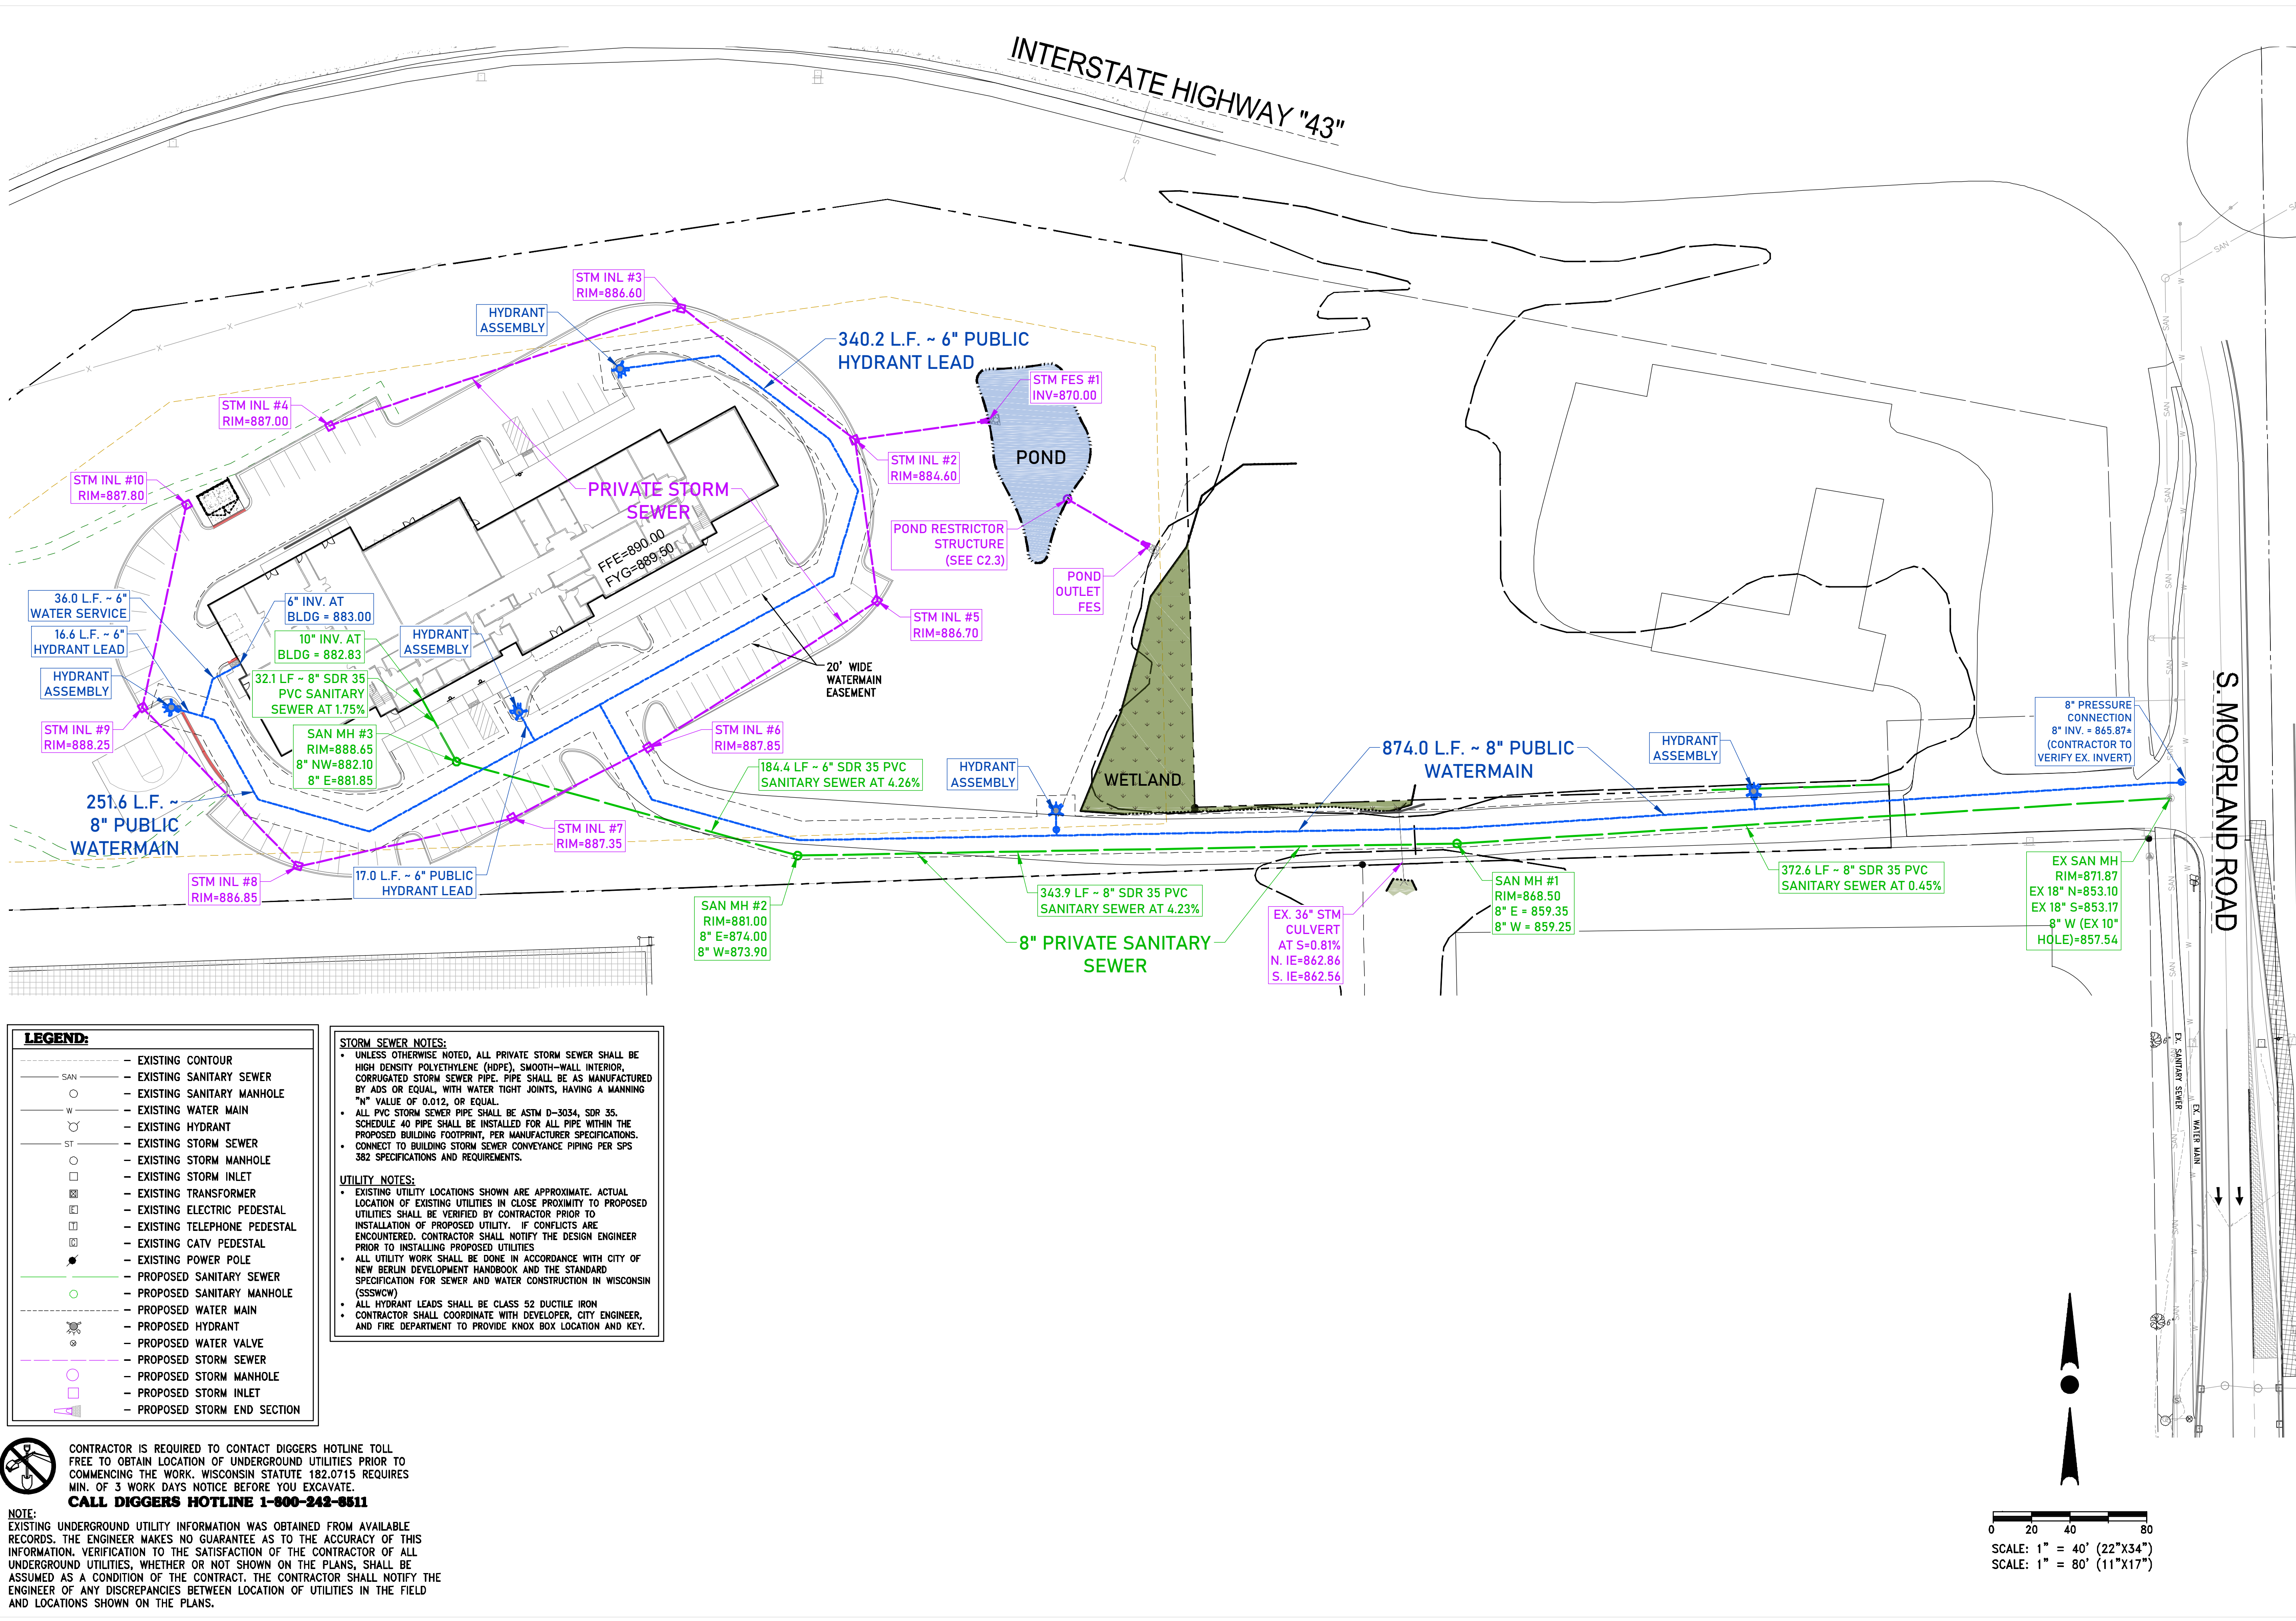 INTERSTATE HIGHWAY "43"
STM INL #3
RIM=886.60
HYDRANT
ASSEMBLY
340.2 L.F. ~ 6" PUBLIC
HYDRANT LEAD
STM FES #1
INV=870.00
STM INL #4
RIM=887.00
POND
STM INL #2
RIM=884.60
STM INL #10
RIM=887.80
PRIVATE STORM
SEWER
POND RESTRICTOR
STRUCTURE
(SEE C2.3)
FFE=890.00
FYG=889.50
POND
OUTLET
FES
36.0 L.F. ~ 6"
WATER SERVICE
6" INV. AT
BLDG = 883.00
STM INL #5
RIM=886.70
16.6 L.F. ~ 6"
HYDRANT LEAD
10" INV. AT
BLDG = 882.83
HYDRANT
ASSEMBLY
HYDRANT
ASSEMBLY
32.1 LF ~ 8" SDR 35
PVC SANITARY
SEWER AT 1.75%
20' WIDE
WATERMAIN
EASEMENT
STM INL #9
RIM=888.25
SAN MH #3
RIM=888.65
8" NW=882.10
8" E=881.85
STM INL #6
RIM=887.85
184.4 LF ~ 6" SDR 35 PVC
SANITARY SEWER AT 4.26%
HYDRANT
ASSEMBLY
WETLAND
874.0 L.F. ~ 8" PUBLIC
WATERMAIN
HYDRANT
ASSEMBLY
8" PRESSURE
CONNECTION
8" INV. = 865.87±
(CONTRACTOR TO
VERIFY EX. INVERT)
S. MOORLAND ROAD
251.6 L.F. ~
8" PUBLIC
WATERMAIN
STM INL #7
RIM=887.35
STM INL #8
RIM=886.85
17.0 L.F. ~ 6" PUBLIC
HYDRANT LEAD
SAN MH #2
RIM=881.00
8" E=874.00
8" W=873.90
343.9 LF ~ 8" SDR 35 PVC
SANITARY SEWER AT 4.23%
8" PRIVATE SANITARY
SEWER
EX. 36" STM
CULVERT
AT S=0.81%
N. IE=862.86
S. IE=862.56
SAN MH #1
RIM=868.50
8" E = 859.35
8" W = 859.25
372.6 LF ~ 8" SDR 35 PVC
SANITARY SEWER AT 0.45%
EX SAN MH
RIM=871.87
EX 18" N=853.10
EX 18" S=853.17
8" W (EX 10"
HOLE)=857.54
EX. SANITARY SEWER
EX. WATER MAIN
LEGEND:
– EXISTING CONTOUR
SAN – EXISTING SANITARY SEWER
– EXISTING SANITARY MANHOLE
W – EXISTING WATER MAIN
– EXISTING HYDRANT
ST – EXISTING STORM SEWER
– EXISTING STORM MANHOLE
– EXISTING STORM INLET
– EXISTING TRANSFORMER
E – EXISTING ELECTRIC PEDESTAL
T – EXISTING TELEPHONE PEDESTAL
C – EXISTING CATV PEDESTAL
– EXISTING POWER POLE
– PROPOSED SANITARY SEWER
– PROPOSED SANITARY MANHOLE
– PROPOSED WATER MAIN
– PROPOSED HYDRANT
– PROPOSED WATER VALVE
– PROPOSED STORM SEWER
– PROPOSED STORM MANHOLE
– PROPOSED STORM INLET
– PROPOSED STORM END SECTION
STORM SEWER NOTES:
• UNLESS OTHERWISE NOTED, ALL PRIVATE STORM SEWER SHALL BE
HIGH DENSITY POLYETHYLENE (HDPE), SMOOTH–WALL INTERIOR,
CORRUGATED STORM SEWER PIPE. PIPE SHALL BE AS MANUFACTURED
BY ADS OR EQUAL, WITH WATER TIGHT JOINTS, HAVING A MANNING
"N" VALUE OF 0.012, OR EQUAL.
• ALL PVC STORM SEWER PIPE SHALL BE ASTM D–3034, SDR 35.
SCHEDULE 40 PIPE SHALL BE INSTALLED FOR ALL PIPE WITHIN THE
PROPOSED BUILDING FOOTPRINT, PER MANUFACTURER SPECIFICATIONS.
• CONNECT TO BUILDING STORM SEWER CONVEYANCE PIPING PER SPS
382 SPECIFICATIONS AND REQUIREMENTS.
UTILITY NOTES:
• EXISTING UTILITY LOCATIONS SHOWN ARE APPROXIMATE. ACTUAL
LOCATION OF EXISTING UTILITIES IN CLOSE PROXIMITY TO PROPOSED
UTILITIES SHALL BE VERIFIED BY CONTRACTOR PRIOR TO
INSTALLATION OF PROPOSED UTILITY. IF CONFLICTS ARE
ENCOUNTERED. CONTRACTOR SHALL NOTIFY THE DESIGN ENGINEER
PRIOR TO INSTALLING PROPOSED UTILITIES
• ALL UTILITY WORK SHALL BE DONE IN ACCORDANCE WITH CITY OF
NEW BERLIN DEVELOPMENT HANDBOOK AND THE STANDARD
SPECIFICATION FOR SEWER AND WATER CONSTRUCTION IN WISCONSIN
(SSSWCW)
• ALL HYDRANT LEADS SHALL BE CLASS 52 DUCTILE IRON
• CONTRACTOR SHALL COORDINATE WITH DEVELOPER, CITY ENGINEER,
AND FIRE DEPARTMENT TO PROVIDE KNOX BOX LOCATION AND KEY.
CONTRACTOR IS REQUIRED TO CONTACT DIGGERS HOTLINE TOLL
FREE TO OBTAIN LOCATION OF UNDERGROUND UTILITIES PRIOR TO
COMMENCING THE WORK. WISCONSIN STATUTE 182.0715 REQUIRES
MIN. OF 3 WORK DAYS NOTICE BEFORE YOU EXCAVATE.
CALL DIGGERS HOTLINE 1–800–242–8511
NOTE:
EXISTING UNDERGROUND UTILITY INFORMATION WAS OBTAINED FROM AVAILABLE
RECORDS. THE ENGINEER MAKES NO GUARANTEE AS TO THE ACCURACY OF THIS
INFORMATION. VERIFICATION TO THE SATISFACTION OF THE CONTRACTOR OF ALL
UNDERGROUND UTILITIES, WHETHER OR NOT SHOWN ON THE PLANS, SHALL BE
ASSUMED AS A CONDITION OF THE CONTRACT. THE CONTRACTOR SHALL NOTIFY THE
ENGINEER OF ANY DISCREPANCIES BETWEEN LOCATION OF UTILITIES IN THE FIELD
AND LOCATIONS SHOWN ON THE PLANS.
0 20 40 80
SCALE: 1" = 40' (22"X34")
SCALE: 1" = 80' (11"X17")